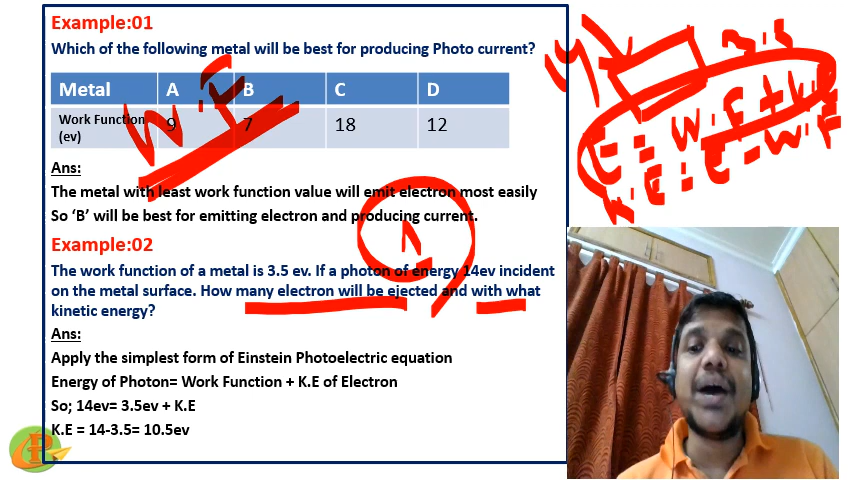 Example:01
Which of the following metal will be best for producing Photo current?
Metal A B C D
Work Function (ev) 9 7 18 12
Ans:
The metal with least work function value will emit electron most easily
So ‘B’ will be best for emitting electron and producing current.
Example:02
The work function of a metal is 3.5 ev. If a photon of energy 14ev incident
on the metal surface. How many electron will be ejected and with what
kinetic energy?
Ans:
Apply the simplest form of Einstein Photoelectric equation
Energy of Photon= Work Function + K.E of Electron
So; 14ev= 3.5ev + K.E
K.E = 14-3.5= 10.5ev
W.F
1
E = W.F + K.E
K.E = E - W.F